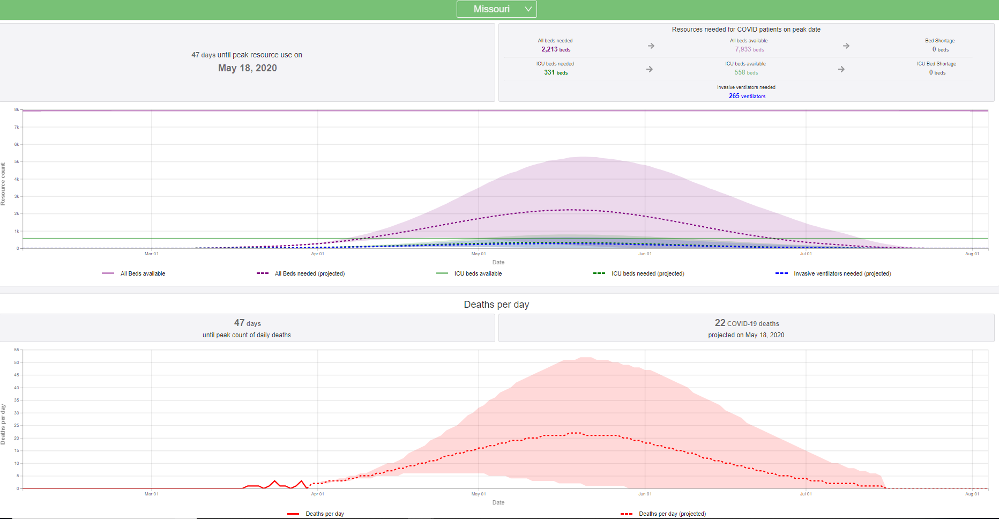 Missouri
47 days until peak resource use on
May 18, 2020
Resources needed for COVID patients on peak date
All beds needed
2,213 beds
All beds available
7,933 beds
Bed Shortage
0 beds
ICU beds needed
331 beds
ICU beds available
558 beds
ICU Bed Shortage
0 beds
Invasive ventilators needed
265 ventilators
Resource count
8k
7k
6k
5k
4k
3k
2k
1k
0
Mar 01
Apr 01
May 01
Jun 01
Jul 01
Aug 01
Date
All Beds available
All Beds needed (projected)
ICU beds available
ICU beds needed (projected)
Invasive ventilators needed (projected)
Deaths per day
47 days
until peak count of daily deaths
22 COVID-19 deaths
projected on May 18, 2020
Deaths per day
55
50
45
40
35
30
25
20
15
10
5
0
Mar 01
Apr 01
May 01
Jun 01
Jul 01
Aug 01
Date
Deaths per day
Deaths per day (projected)